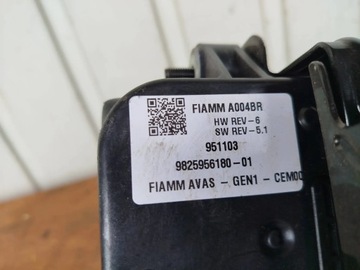 FIAMM A004BR
HW REV-6
SW REV-5.1
951103
9825956180-01
FIAMM AVAS - GEN1 - CEM00